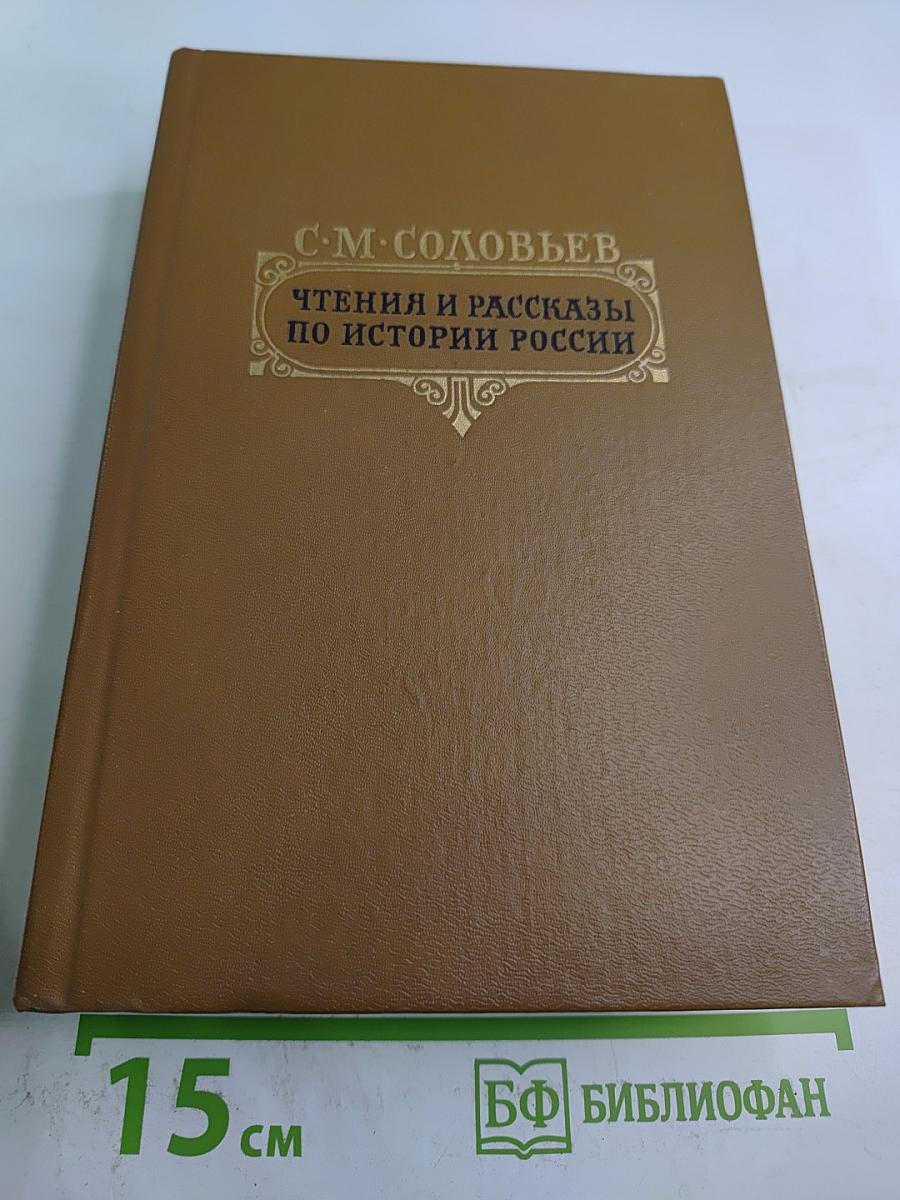 С·М·СОЛОВЬЕВ
ЧТЕНИЯ И РАССКАЗЫ
ПО ИСТОРИИ РОССИИ
15 см
БФ БИБЛИОФАН